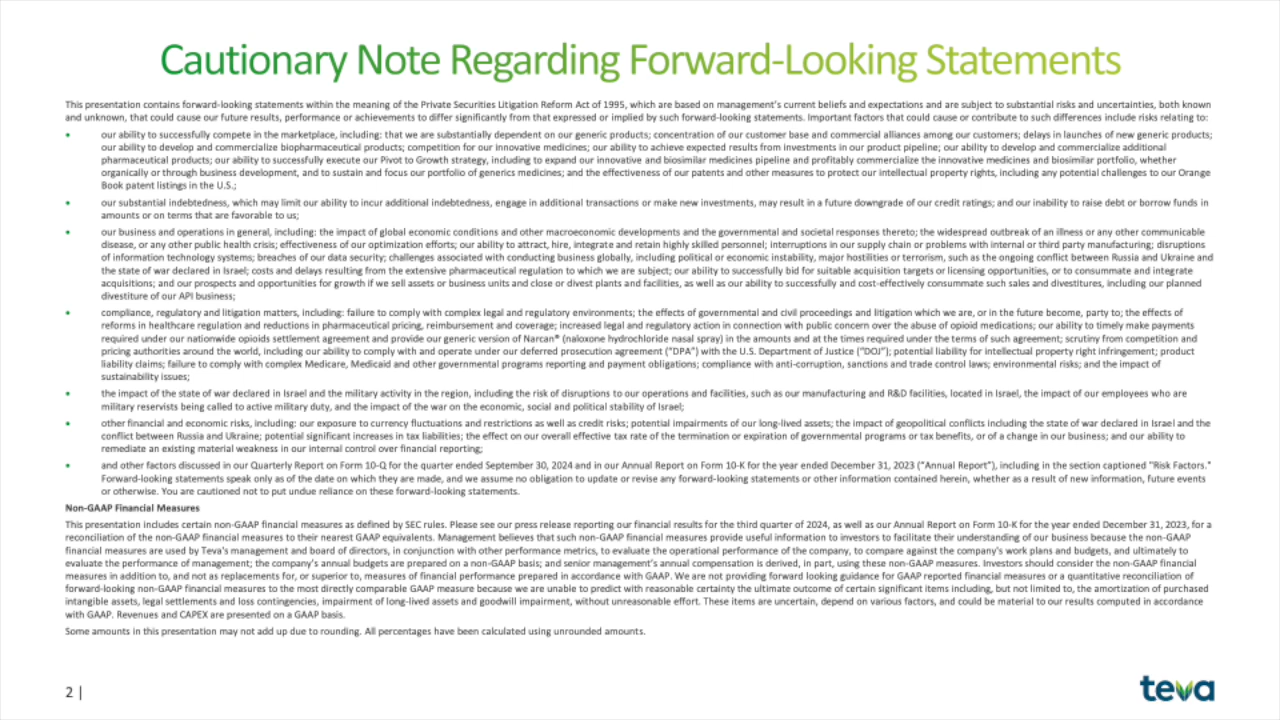 Cautionary Note Regarding Forward-Looking Statements
This presentation contains forward-looking statements within the meaning of the Private Securities Litigation Reform Act of 1995, which are based on management's current beliefs and expectations and are subject to substantial risks and uncertainties, both known
and unknown, that could cause our future results, performance or achievements to differ significantly from that expressed or implied by such forward-looking statements. Important factors that could cause or contribute to such differences include risks relating to:
• our ability to successfully compete in the marketplace, including: that we are substantially dependent on our generic products; concentration of our customer base and commercial alliances among our customers; delays in launches of new generic products;
our ability to develop and commercialize biopharmaceutical products; competition for our innovative medicines; our ability to achieve expected results from investments in our product pipeline; our ability to develop and commercialize additional
pharmaceutical products; our ability to successfully execute our Pivot to Growth strategy, including to expand our innovative and biosimilar medicines pipeline and profitably commercialize the innovative medicines and biosimilar portfolio, whether
organically or through business development, and to sustain and focus our portfolio of generics medicines; and the effectiveness of our patents and other measures to protect our intellectual property rights, including any potential challenges to our Orange
Book patent listings in the U.S.;
• our substantial indebtedness, which may limit our ability to incur additional indebtedness, engage in additional transactions or make new investments, may result in a future downgrade of our credit ratings; and our inability to raise debt or borrow funds in
amounts or on terms that are favorable to us;
• our business and operations in general, including: the impact of global economic conditions and other macroeconomic developments and the governmental and societal responses thereto; the widespread outbreak of an illness or any other communicable
disease, or any other public health crisis; effectiveness of our optimization efforts; our ability to attract, hire, integrate and retain highly skilled personnel; interruptions in our supply chain or problems with internal or third party manufacturing; disruptions
of information technology systems; breaches of our data security; challenges associated with conducting business globally, including political or economic instability, major hostilities or terrorism, such as the ongoing conflict between Russia and Ukraine and
the state of war declared in Israel; costs and delays resulting from the extensive pharmaceutical regulation to which we are subject; our ability to successfully bid for suitable acquisition targets or licensing opportunities, or to consummate and integrate
acquisitions; and our prospects and opportunities for growth if we sell assets or business units and close or divest plants and facilities, as well as our ability to successfully and cost-effectively consummate such sales and divestitures, including our planned
divestiture of our API business;
• compliance, regulatory and litigation matters, including: failure to comply with complex legal and regulatory environments; the effects of governmental and civil proceedings and litigation which we are, or in the future become, party to; the effects of
reforms in healthcare regulation and reductions in pharmaceutical pricing, reimbursement and coverage; increased legal and regulatory action in connection with public concern over the abuse of opioid medications; our ability to timely make payments
required under our nationwide opioids settlement agreement and provide our generic version of Narcan® (naloxone hydrochloride nasal spray) in the amounts and at the times required under the terms of such agreement; scrutiny from competition and
pricing authorities around the world, including our ability to comply with and operate under our deferred prosecution agreement ("DPA") with the U.S. Department of Justice ("DOJ"); potential liability for intellectual property right infringement; product
liability claims; failure to comply with complex Medicare, Medicaid and other governmental programs reporting and payment obligations; compliance with anti-corruption, sanctions and trade control laws; environmental risks; and the impact of
sustainability issues;
• the impact of the state of war declared in Israel and the military activity in the region, including the risk of disruptions to our operations and facilities, such as our manufacturing and R&D facilities, located in Israel, the impact of our employees who are
military reservists being called to active military duty, and the impact of the war on the economic, social and political stability of Israel;
• other financial and economic risks, including: our exposure to currency fluctuations and restrictions as well as credit risks; potential impairments of our long-lived assets; the impact of geopolitical conflicts including the state of war declared in Israel and the
conflict between Russia and Ukraine; potential significant increases in tax liabilities; the effect on our overall effective tax rate of the termination or expiration of governmental programs or tax benefits, or of a change in our business; and our ability to
remediate an existing material weakness in our internal control over financial reporting;
• and other factors discussed in our Quarterly Report on Form 10-Q for the quarter ended September 30, 2024 and in our Annual Report on Form 10-K for the year ended December 31, 2023 ("Annual Report"), including in the section captioned "Risk Factors."
Forward-looking statements speak only as of the date on which they are made, and we assume no obligation to update or revise any forward-looking statements or other information contained herein, whether as a result of new information, future events
or otherwise. You are cautioned not to put undue reliance on these forward-looking statements.
Non-GAAP Financial Measures
This presentation includes certain non-GAAP financial measures as defined by SEC rules. Please see our press release reporting our financial results for the third quarter of 2024, as well as our Annual Report on Form 10-K for the year ended December 31, 2023, for a
reconciliation of the non-GAAP financial measures to their nearest GAAP equivalents. Management believes that such non-GAAP financial measures provide useful information to investors to facilitate their understanding of our business because the non-GAAP
financial measures are used by Teva's management and board of directors, in conjunction with other performance metrics, to evaluate the operational performance of the company, to compare against the company's work plans and budgets, and ultimately to
evaluate the performance of management; the company's annual budgets are prepared on a non-GAAP basis; and senior management's annual compensation is derived, in part, using these non-GAAP measures. Investors should consider the non-GAAP financial
measures in addition to, and not as replacements for, or superior to, measures of financial performance prepared in accordance with GAAP. We are not providing forward looking guidance for GAAP reported financial measures or a quantitative reconciliation of
forward-looking non-GAAP financial measures to the most directly comparable GAAP measure because we are unable to predict with reasonable certainty the ultimate outcome of certain significant items including, but not limited to, the amortization of purchased
intangible assets, legal settlements and loss contingencies, impairment of long-lived assets and goodwill impairment, without unreasonable effort. These items are uncertain, depend on various factors, and could be material to our results computed in accordance
with GAAP. Revenues and CAPEX are presented on a GAAP basis.
Some amounts in this presentation may not add up due to rounding. All percentages have been calculated using unrounded amounts.
2 |
teva